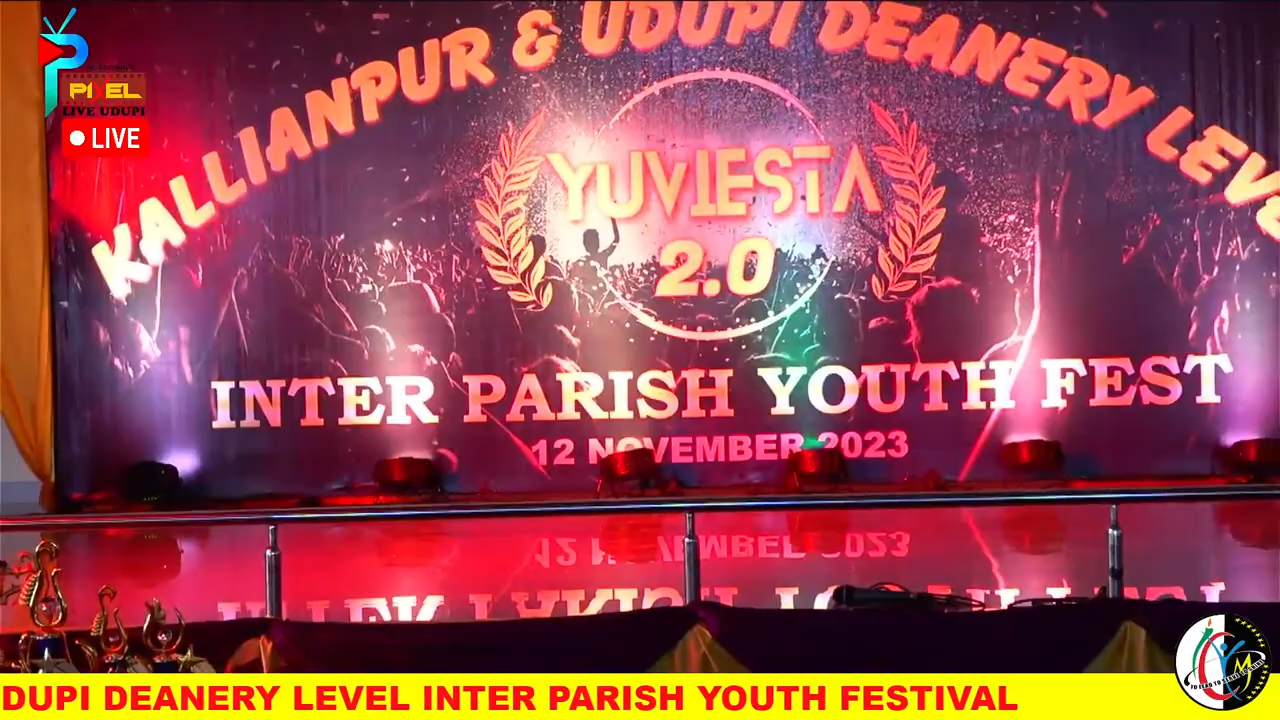 KALLIANPUR & UDUPI DEANERY LEVE
PIXEL
LIVE UDUPI
LIVE
YUVIESTA
2.0
INTER PARISH YOUTH FEST
12 NOVEMBER 2023
DUPI DEANERY LEVEL INTER PARISH YOUTH FESTIVAL